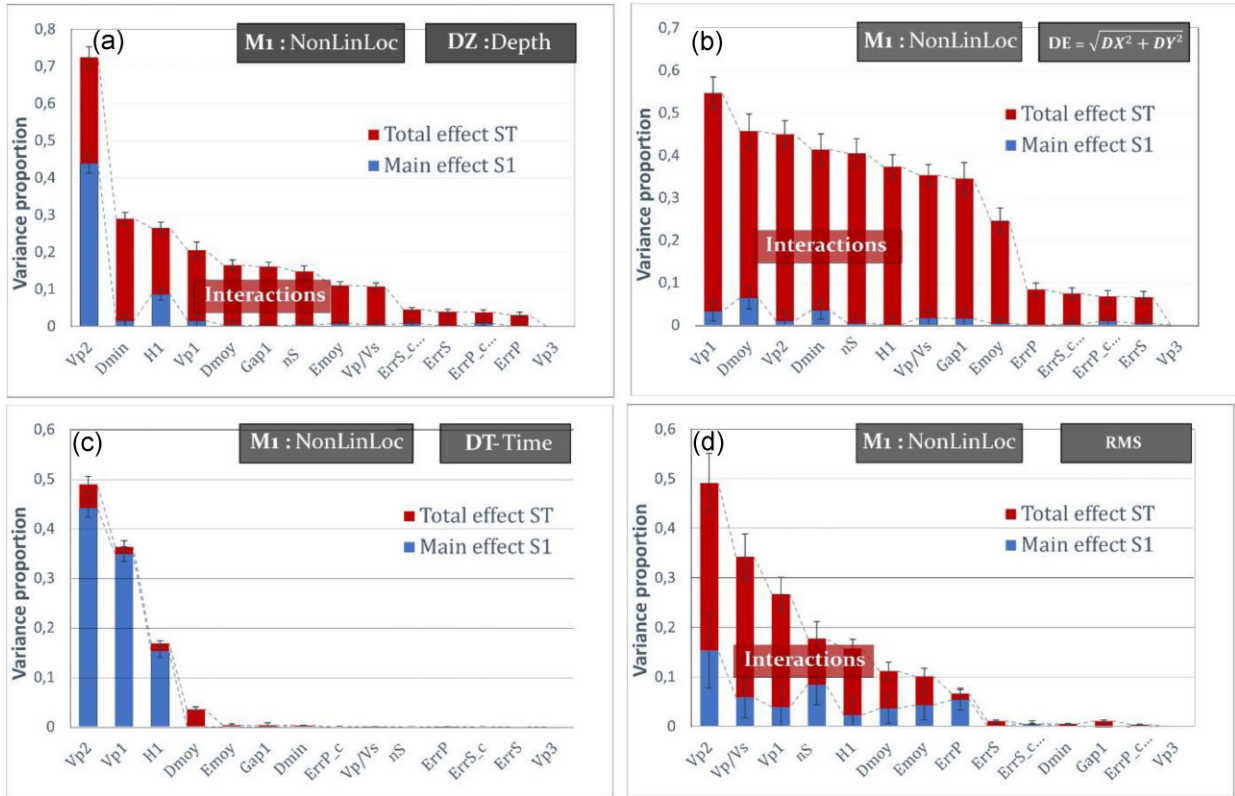 (a)
M1 : NonLinLoc
DZ :Depth
Total effect ST
Main effect S1
Interactions
Variance proportion
0,8
0,7
0,6
0,5
0,4
0,3
0,2
0,1
0
Vp2
Dmin
H1
Vp1
Dmoy
Gap1
nS
Emoy
Vp/Vs
ErrS_c...
ErrS
ErrP_c...
ErrP
Vp3
(b)
M1 : NonLinLoc
DE = √DX² + DY²
Total effect ST
Main effect S1
Interactions
Variance proportion
0,7
0,6
0,5
0,4
0,3
0,2
0,1
0
Vp1
Dmoy
Vp2
Dmin
nS
H1
Vp/Vs
Gap1
Emoy
ErrP
ErrS_c...
ErrP_c...
ErrS
Vp3
(c)
M1 : NonLinLoc
DT-Time
Total effect ST
Main effect S1
Variance proportion
0,6
0,5
0,4
0,3
0,2
0,1
0
Vp2
Vp1
H1
Dmoy
Emoy
Gap1
Dmin
ErrP_c
Vp/Vs
nS
ErrP
ErrS_c
ErrS
Vp3
(d)
M1 : NonLinLoc
RMS
Total effect ST
Main effect S1
Interactions
Variance proportion
0,6
0,5
0,4
0,3
0,2
0,1
0
Vp2
Vp/Vs
Vp1
nS
H1
Dmoy
Emoy
ErrP
ErrS
ErrS_c...
Dmin
Gap1
ErrP_c...
Vp3